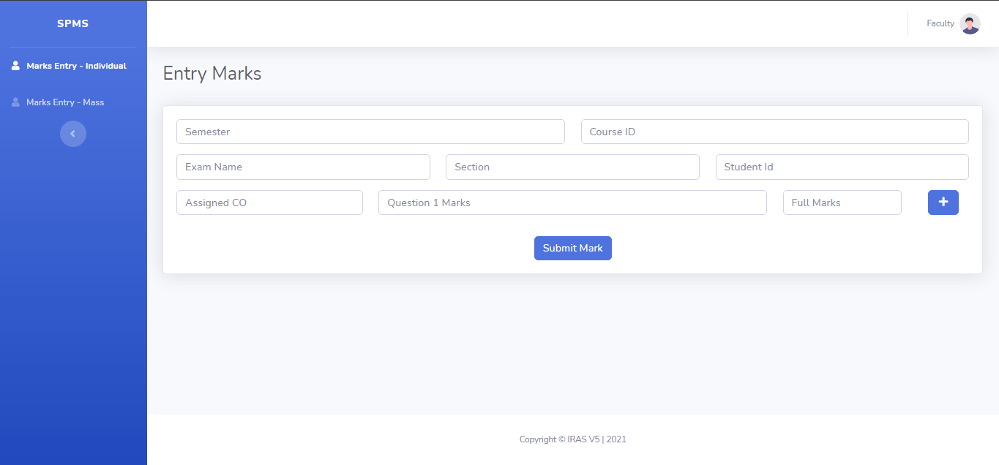 SPMS
Faculty
Marks Entry - Individual
Marks Entry - Mass
Entry Marks
Semester
Course ID
Exam Name
Section
Student Id
Assigned CO
Question 1 Marks
Full Marks
+
Submit Mark
Copyright © IRAS V5 | 2021